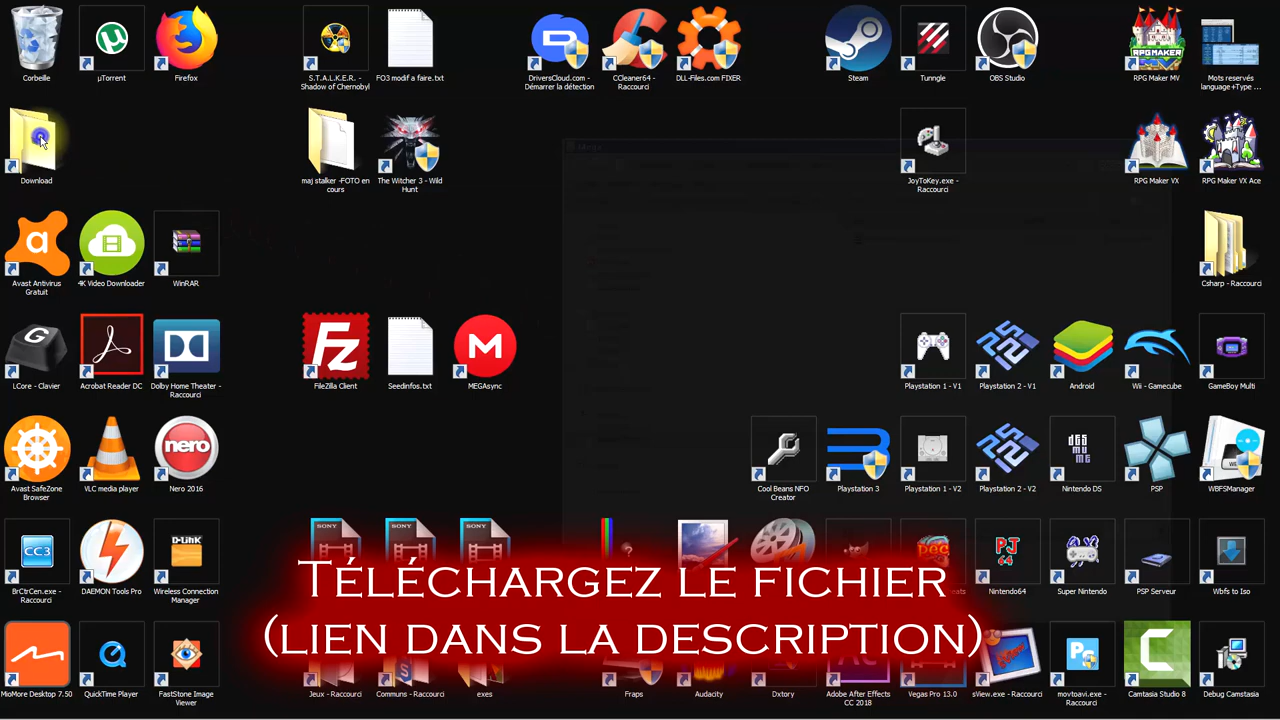 Corbeille
µTorrent
Firefox
S.T.A.L.K.E.R. -
Shadow of Chernobyl
FO3 modif a faire.txt
DriversCloud.com -
Démarrer la détection
CCleaner64 -
Raccourci
DLL-Files.com FIXER
Steam
Tunngle
OBS Studio
RPG Maker MV
Mots reservés
language+Type ...
Download
maj stalker -FOTO en
cours
The Witcher 3 - Wild
Hunt
JoyToKey.exe -
Raccourci
RPG Maker VX
RPG Maker VX Ace
Avast Antivirus
Gratuit
4K Video Downloader
WinRAR
Csharp - Raccourci
LCore - Clavier
Acrobat Reader DC
Dolby Home Theater -
Raccourci
FileZilla Client
Seedinfos.txt
MEGAsync
Playstation 1 - V1
Playstation 2 - V1
Android
Wii - Gamecube
GameBoy Multi
Avast SafeZone
Browser
VLC media player
Nero 2016
Cool Beans NFO
Creator
Playstation 3
Playstation 1 - V2
Playstation 2 - V2
Nintendo DS
PSP
WBFSManager
BrCtrCen.exe -
Raccourci
DAEMON Tools Pro
Wireless Connection
Manager
Nintendo64
Super Nintendo
PSP Serveur
Wbfs to Iso
Téléchargez le fichier
(lien dans la description)
MioMore Desktop 7.50
QuickTime Player
FastStone Image
Viewer
Jeux - Raccourci
Communs - Raccourci
exes
Fraps
Audacity
Dxtory
Adobe After Effects
CC 2018
Vegas Pro 13.0
sView.exe - Raccourci
movtoavi.exe -
Raccourci
Camtasia Studio 8
Debug Camstasia